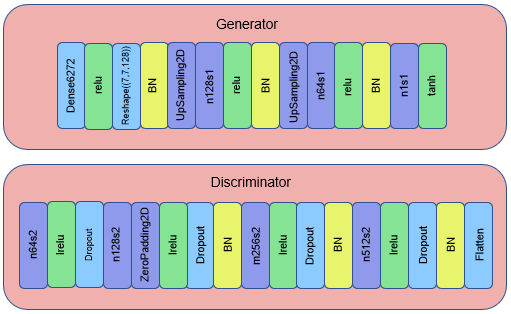 Generator
Dense6272
relu
Reshape((7,7,128))
BN
UpSampling2D
n128s1
relu
BN
UpSampling2D
n64s1
relu
BN
n1s1
tanh
Discriminator
n64s2
lrelu
Dropout
n128s2
ZeroPadding2D
lrelu
Dropout
BN
m256s2
lrelu
Dropout
BN
n512s2
lrelu
Dropout
BN
Flatten